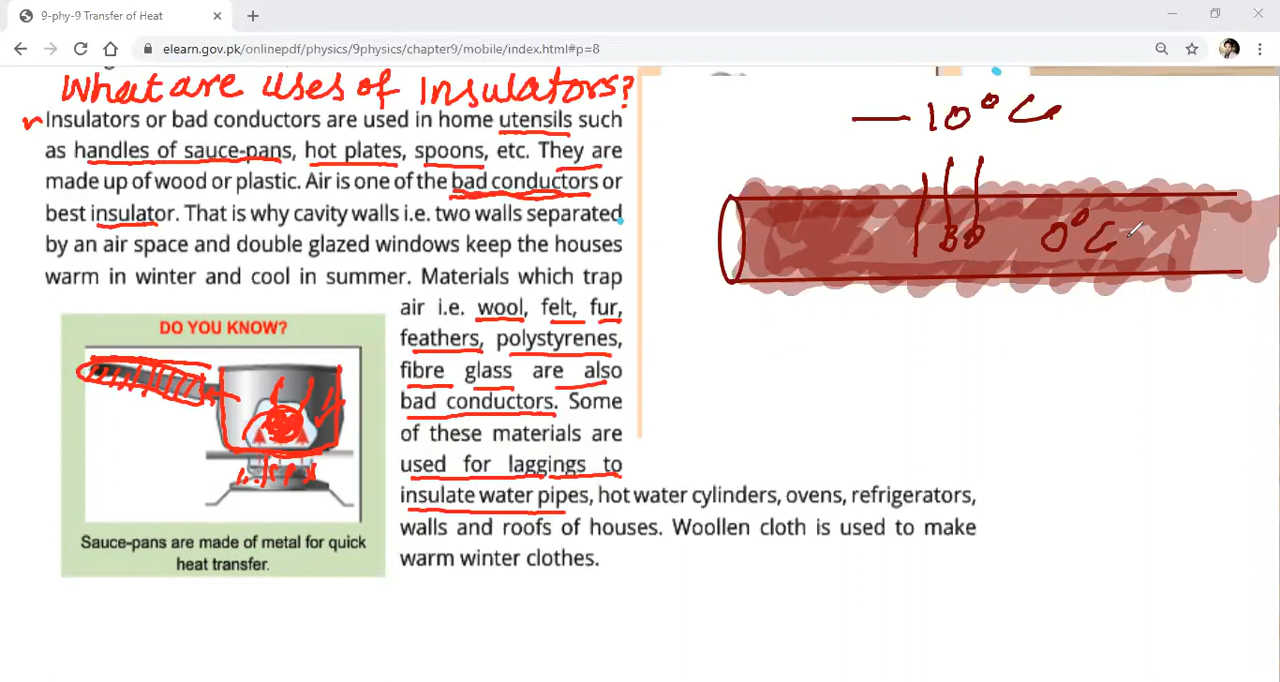 9-phy-9 Transfer of Heat
elearn.gov.pk/onlinepdf/physics/9physics/chapter9/mobile/index.html#p=8
What are Uses of Insulators?
Insulators or bad conductors are used in home utensils such
as handles of sauce-pans, hot plates, spoons, etc. They are
made up of wood or plastic. Air is one of the bad conductors or
best insulator. That is why cavity walls i.e. two walls separated
by an air space and double glazed windows keep the houses
warm in winter and cool in summer. Materials which trap
air i.e. wool, felt, fur,
feathers, polystyrenes,
fibre glass are also
bad conductors. Some
of these materials are
used for laggings to
insulate water pipes, hot water cylinders, ovens, refrigerators,
walls and roofs of houses. Woollen cloth is used to make
warm winter clothes.
DO YOU KNOW?
Sauce-pans are made of metal for quick
heat transfer.
—10°C
0°C